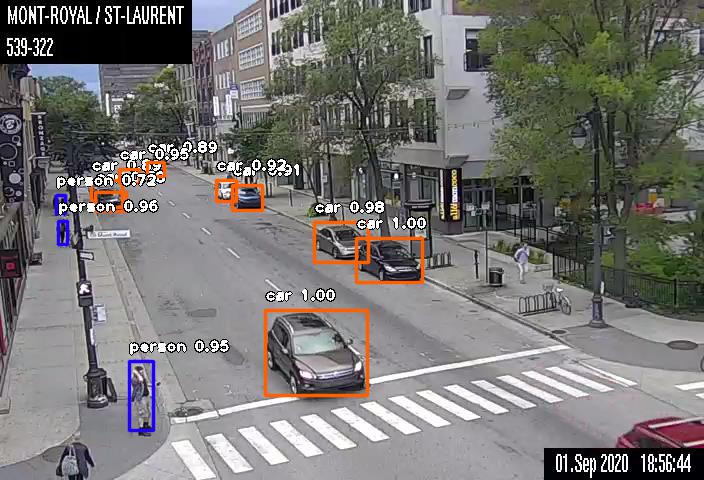 MONT-ROYAL / ST-LAURENT
539-322
car 0.89
car 0.95
car 0.92
person 0.72
person 0.96
car 0.98
car 1.00
car 1.00
person 0.95
01.Sep 2020 18:56:44